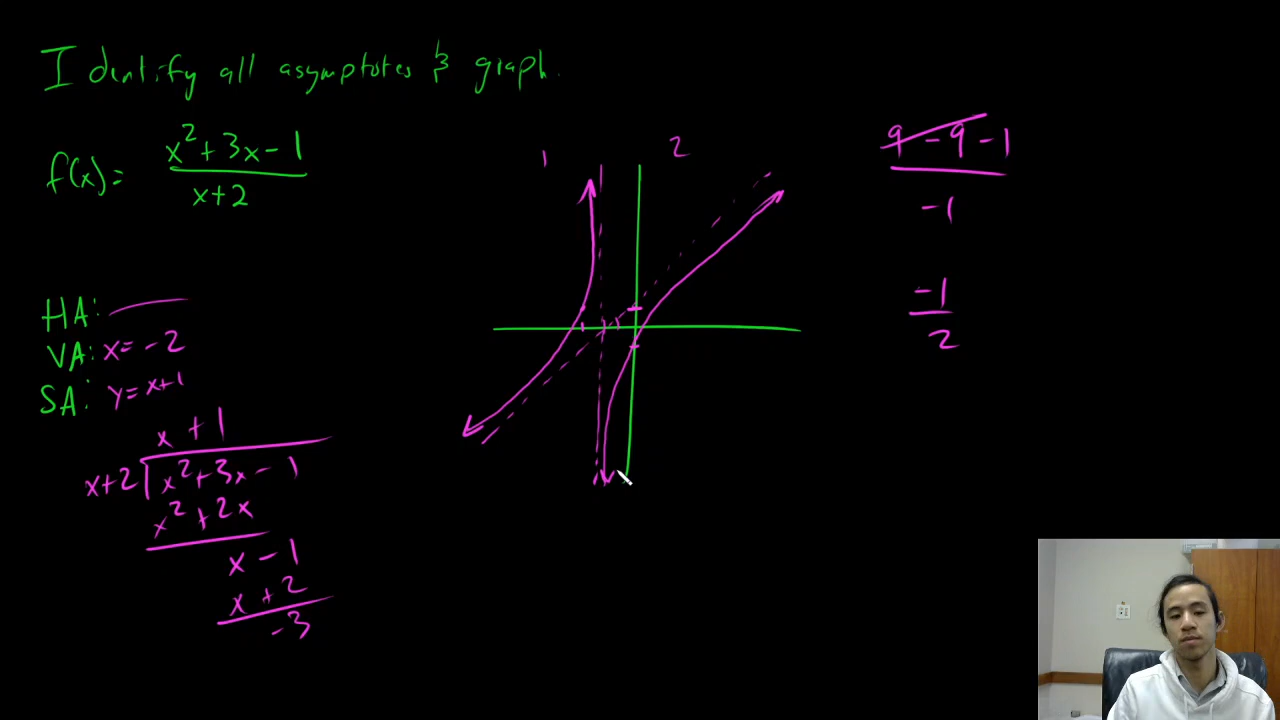 Identify all asymptotes & graph.
f(x)= x²+3x-1
x+2
HA: —
VA: x=-2
SA: y=x+1
x+1
x+2 x²+3x-1
x²+2x
x-1
x+2
-3
1 2
9-9-1
-1
-1
2